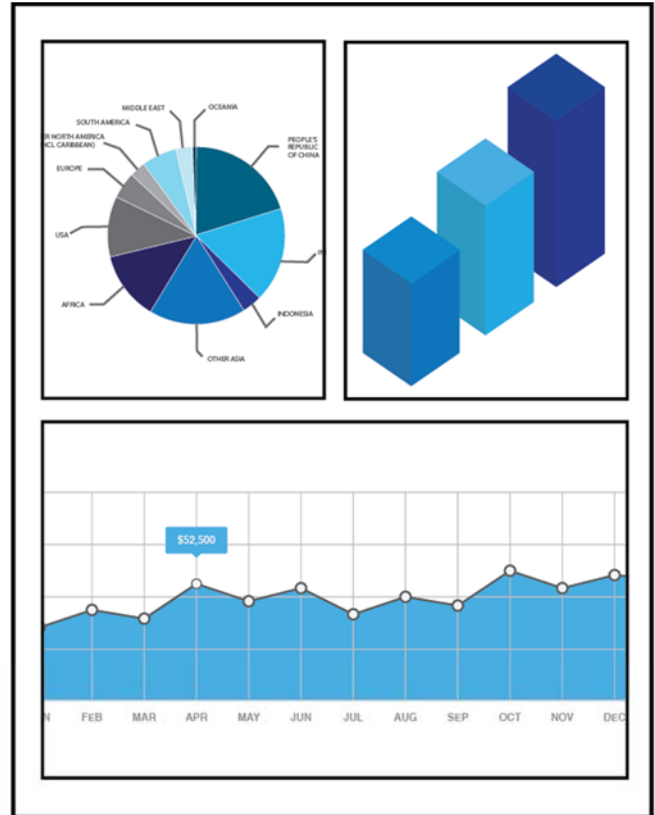 MIDDLE EAST
OCEANIA
SOUTH AMERICA
PEOPLE'S
REPUBLIC
OF CHINA
R NORTH AMERICA
NCL CARIBBEAN)
EUROPE
USA
AFRICA
INDONESIA
OTHER ASIA
$52,500
FEB MAR APR MAY JUN JUL AUG SEP OCT NOV DEC